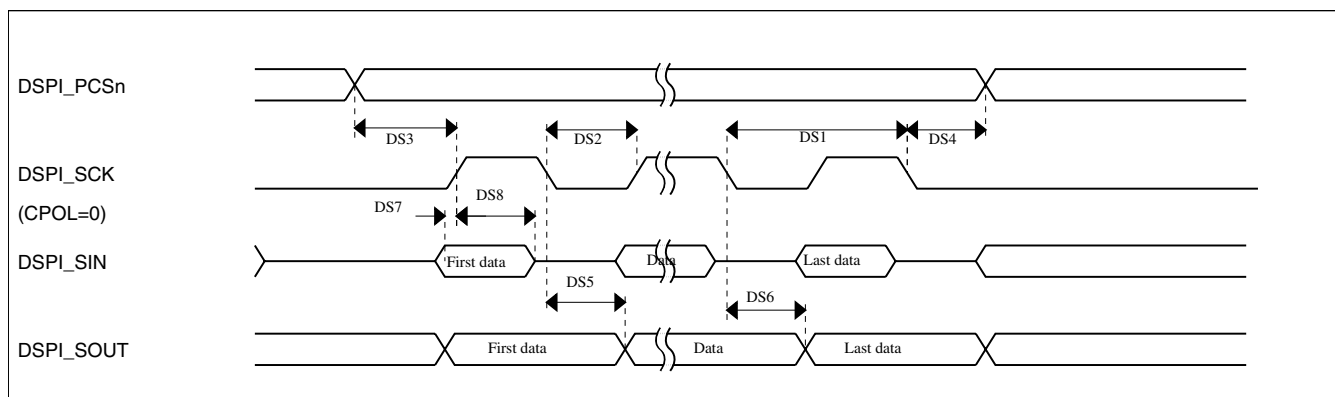 DSPI_PCSn
DS3
DS2
DS1
DS4
DSPI_SCK
(CPOL=0)
DS7
DS8
DSPI_SIN
First data
Data
Last data
DS5
DS6
DSPI_SOUT
First data
Data
Last data